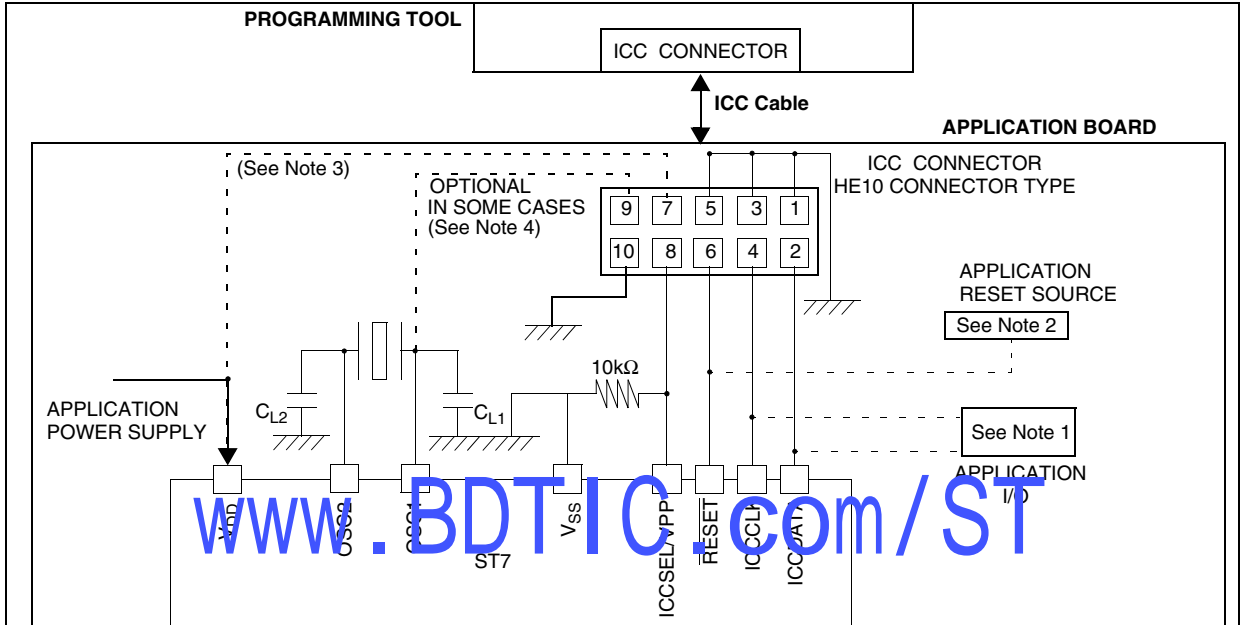 PROGRAMMING TOOL
ICC CONNECTOR
ICC Cable
APPLICATION BOARD
(See Note 3)
OPTIONAL
IN SOME CASES
(See Note 4)
ICC CONNECTOR
HE10 CONNECTOR TYPE
9 7 5 3 1
10 8 6 4 2
APPLICATION
RESET SOURCE
See Note 2
10kΩ
CL2
CL1
APPLICATION
POWER SUPPLY
See Note 1
APPLICATION
I/O
VDD
OSC2
OSC1
VSS
ICCSEL/VPP
RESET
ICCCLK
ICCDATA
ST7
www.BDTIC.com/ST